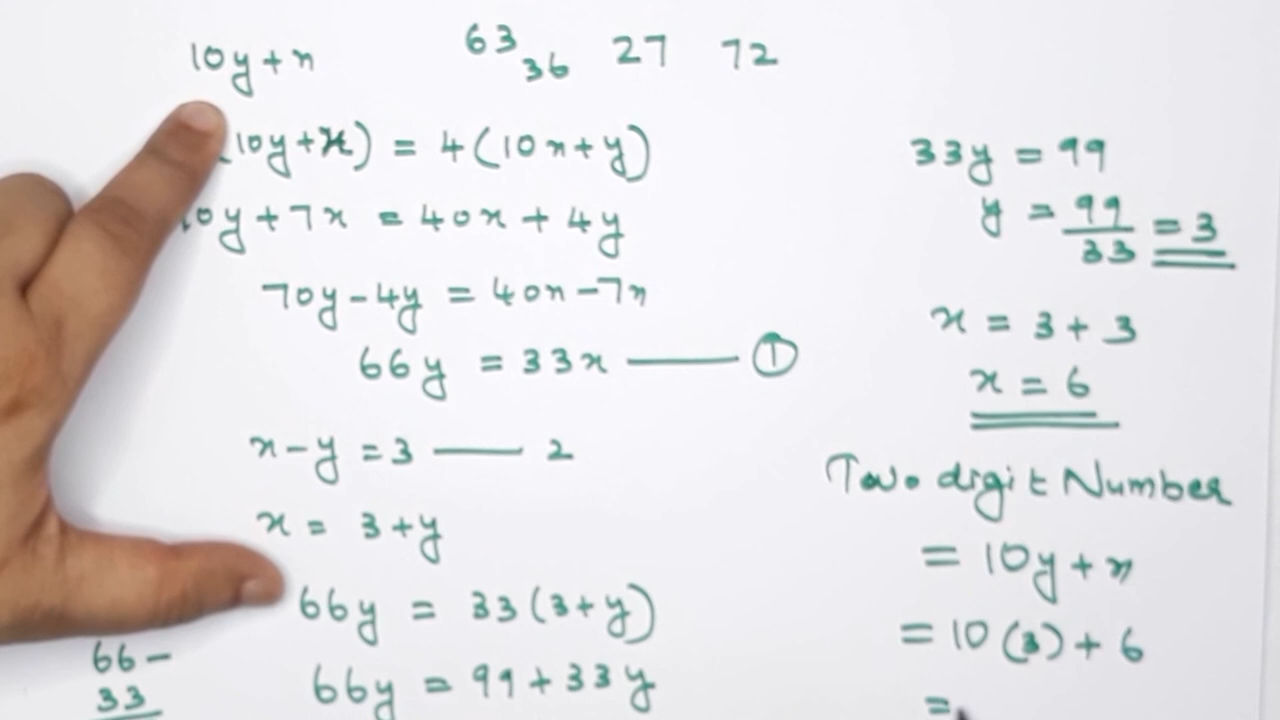 10y+x 63 36 27 72
(10y+x) = 4(10x+y)
0y+7x = 40x+4y
70y-4y = 40x-7x
66y = 33x —— ①
x-y = 3 —— 2
x = 3+y
66y = 33(3+y)
66y = 99+33y
66-
33
33y = 99
y = 99/33 = 3
x = 3+3
x = 6
Two digit Number
= 10y+x
= 10(3)+6
=